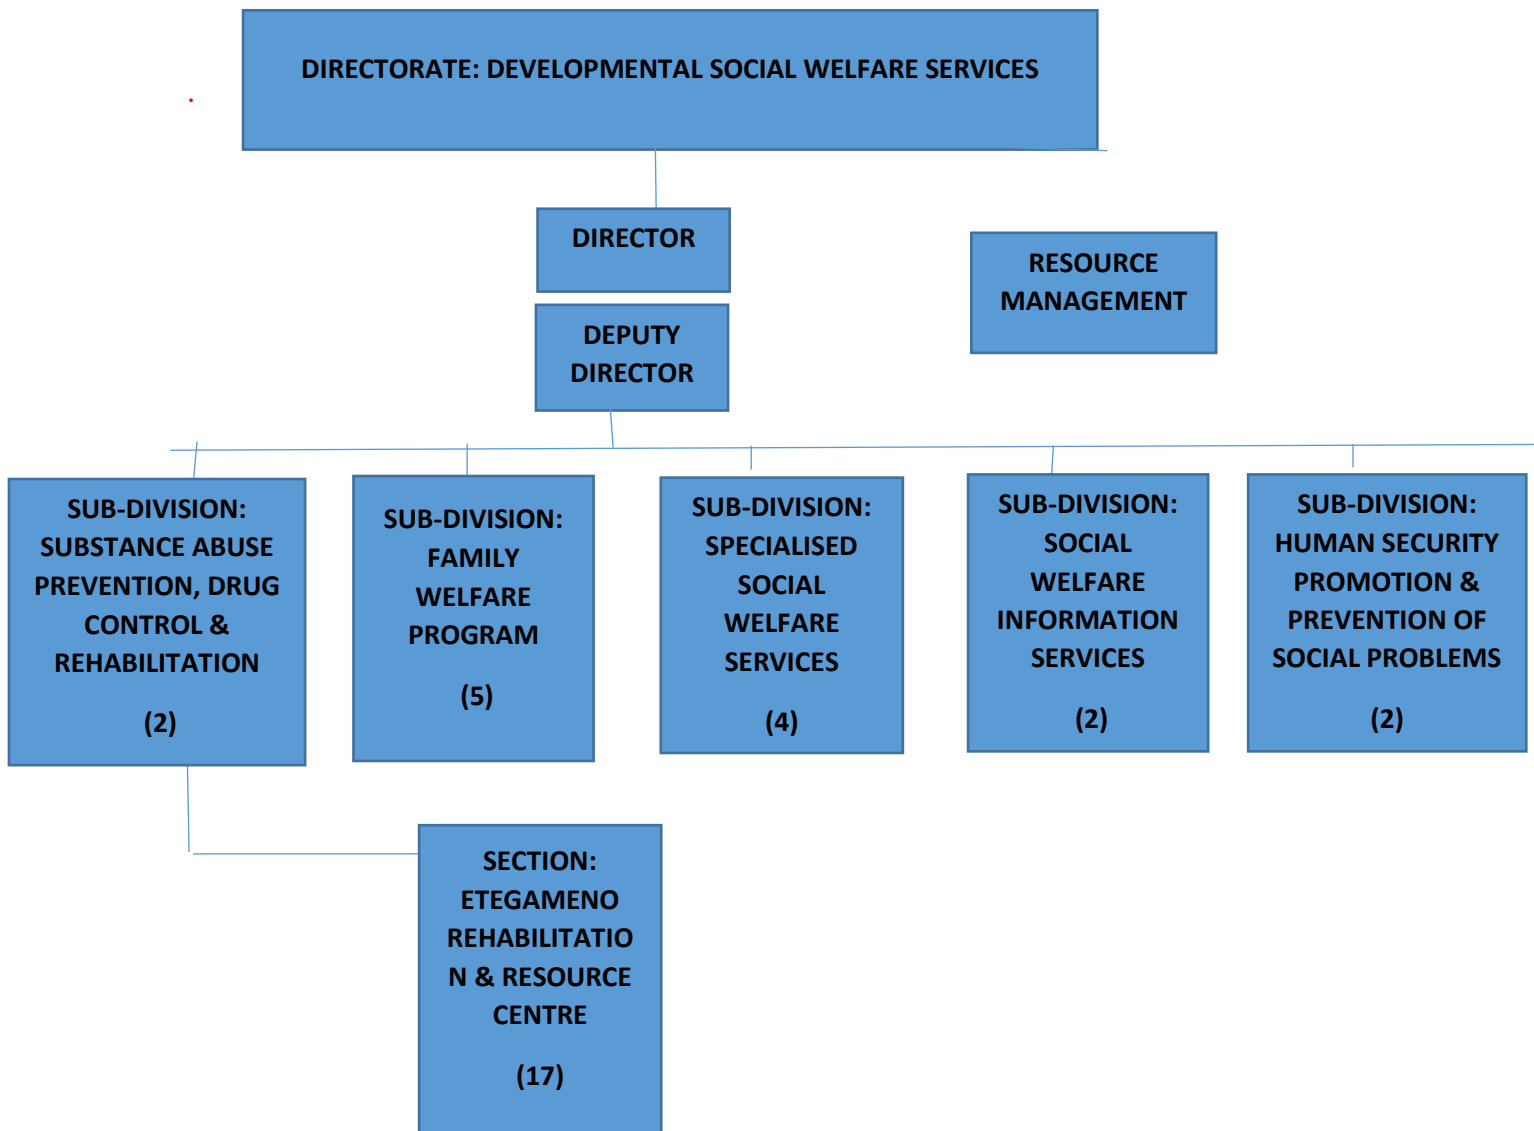 DIRECTORATE: DEVELOPMENTAL SOCIAL WELFARE SERVICES
DIRECTOR
RESOURCE
MANAGEMENT
DEPUTY
DIRECTOR
SUB-DIVISION:
SUBSTANCE ABUSE
PREVENTION, DRUG
CONTROL &
REHABILITATION
(2)
SUB-DIVISION:
FAMILY
WELFARE
PROGRAM
(5)
SUB-DIVISION:
SPECIALISED
SOCIAL
WELFARE
SERVICES
(4)
SUB-DIVISION:
SOCIAL
WELFARE
INFORMATION
SERVICES
(2)
SUB-DIVISION:
HUMAN SECURITY
PROMOTION &
PREVENTION OF
SOCIAL PROBLEMS
(2)
SECTION:
ETEGAMENO
REHABILITATIO
N & RESOURCE
CENTRE
(17)